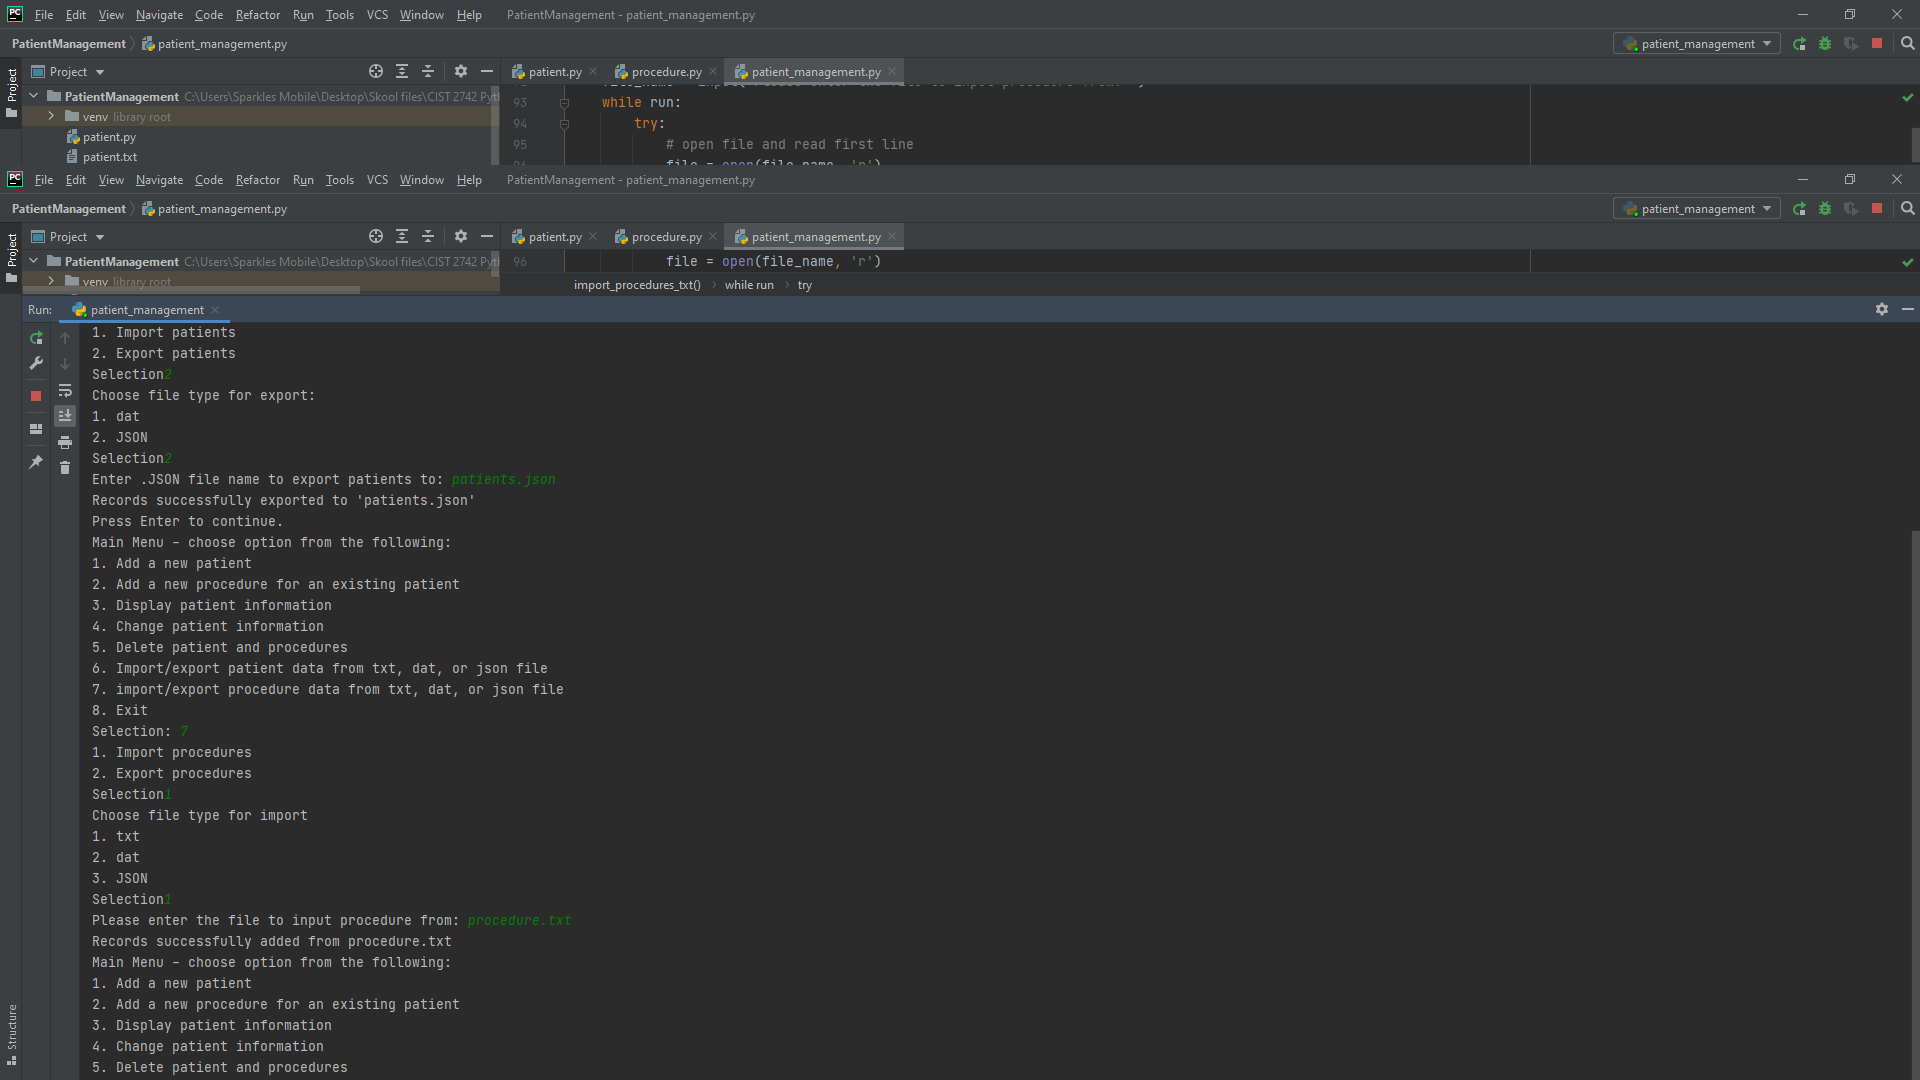 PC File Edit View Navigate Code Refactor Run Tools VCS Window Help PatientManagement - patient_management.py
PatientManagement patient_management.py patient_management
Project
Project patient.py procedure.py patient_management.py
PatientManagement C:\Users\Sparkles Mobile\Desktop\Skool files\CIST 2742 Pyt
venv library root
patient.py
patient.txt
93 while run:
94 try:
95 # open file and read first line
96 file = open(file_name, 'r')
PC File Edit View Navigate Code Refactor Run Tools VCS Window Help PatientManagement - patient_management.py
PatientManagement patient_management.py patient_management
Project
Project patient.py procedure.py patient_management.py
PatientManagement C:\Users\Sparkles Mobile\Desktop\Skool files\CIST 2742 Pyt
venv library root
96 file = open(file_name, 'r')
import_procedures_txt() while run try
Run: patient_management
1. Import patients
2. Export patients
Selection2
Choose file type for export:
1. dat
2. JSON
Selection2
Enter .JSON file name to export patients to: patients.json
Records successfully exported to 'patients.json'
Press Enter to continue.
Main Menu - choose option from the following:
1. Add a new patient
2. Add a new procedure for an existing patient
3. Display patient information
4. Change patient information
5. Delete patient and procedures
6. Import/export patient data from txt, dat, or json file
7. import/export procedure data from txt, dat, or json file
8. Exit
Selection: 7
1. Import procedures
2. Export procedures
Selection1
Choose file type for import
1. txt
2. dat
3. JSON
Selection1
Please enter the file to input procedure from: procedure.txt
Records successfully added from procedure.txt
Main Menu - choose option from the following:
1. Add a new patient
2. Add a new procedure for an existing patient
3. Display patient information
4. Change patient information
5. Delete patient and procedures
Structure